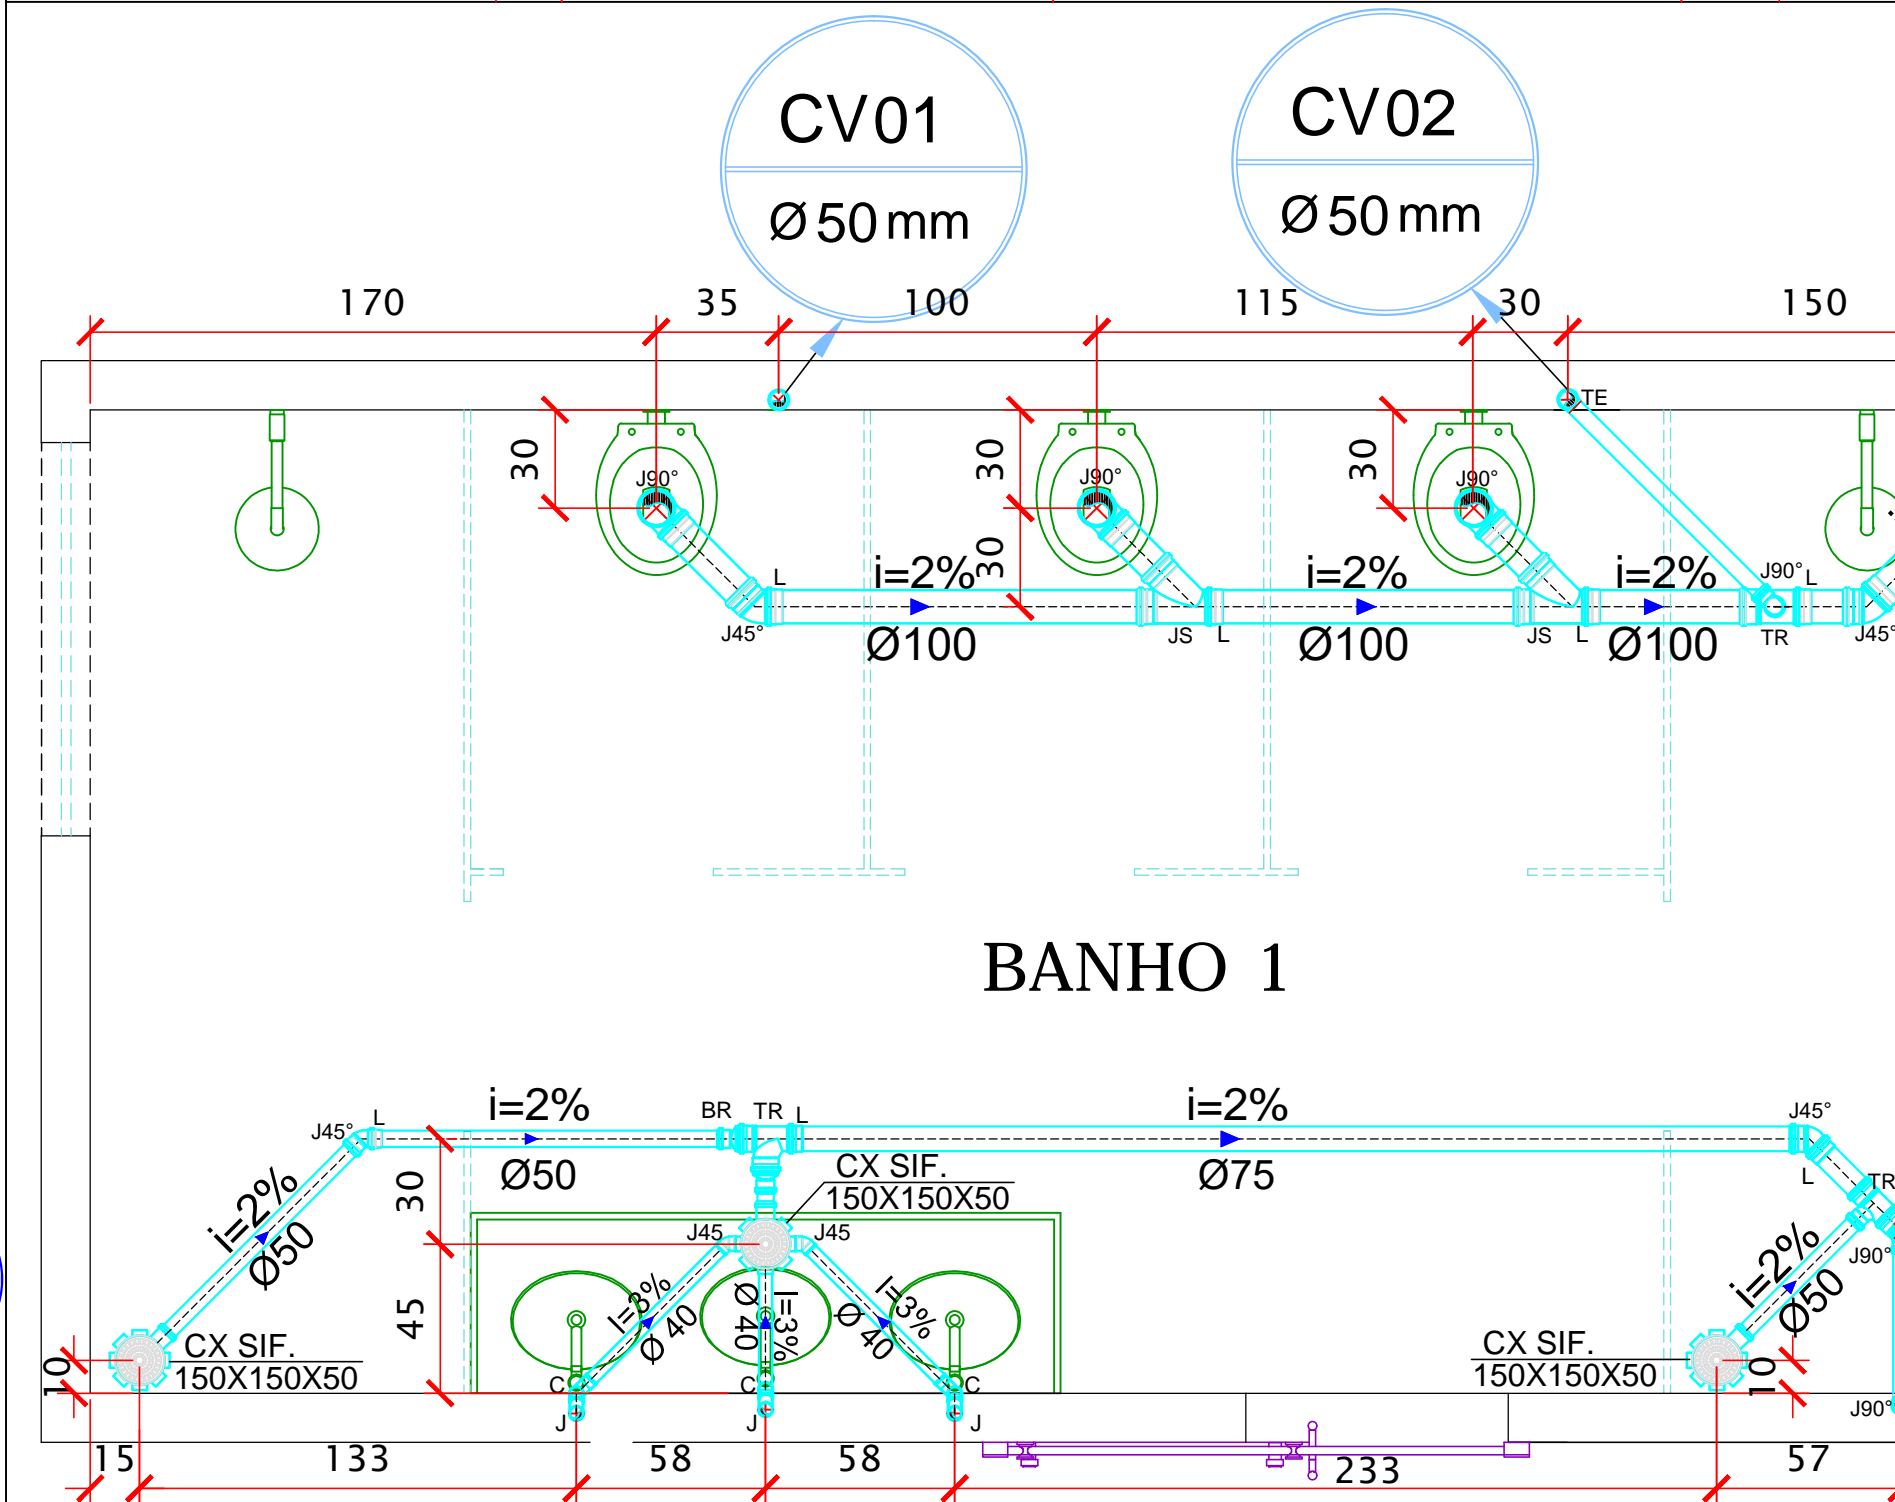 CV01
Ø50mm
CV02
Ø50mm
170
35
100
115
30
150
TE
30
30
30
J90°
J90°
J90°
30
i=2%
i=2%
i=2%
J90°
L
L
J45°
Ø100
JS
L
Ø100
JS
L
Ø100
TR
J45°
BANHO 1
i=2%
BR
TR
L
i=2%
J45°
J45°
L
Ø50
Ø75
CX SIF.
150X150X50
30
L
TR
i=2%
Ø50
J45
J45
i=2%
Ø50
J90°
45
I=3%
Ø 40
I=3%
Ø 40
I=3%
Ø 40
CX SIF.
150X150X50
CX SIF.
150X150X50
10
10
C
C
C
J
J
J
J90°
15
133
58
58
233
57